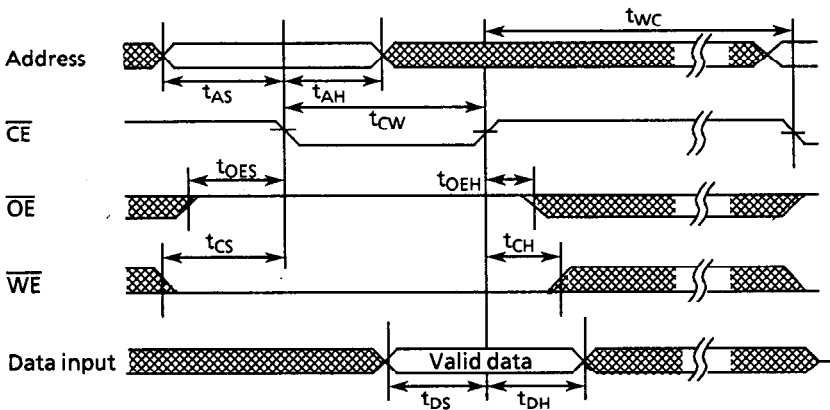 tWC
Address
tAS
tAH
tCW
CE
tOES
tOEH
OE
tCS
tCH
WE
Data input
Valid data
tDS
tDH